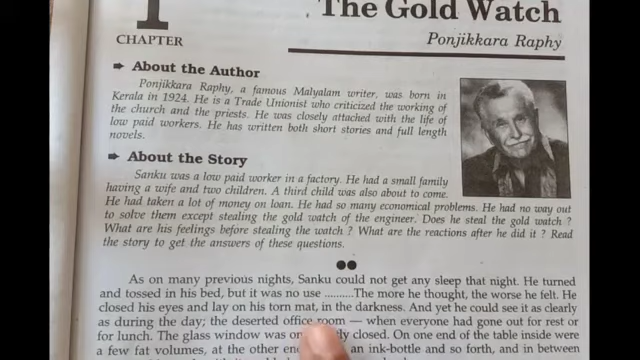 1
The Gold Watch
CHAPTER
Ponjikkara Raphy
➨ About the Author
Ponjikkara Raphy, a famous Malyalam writer, was born in
Kerala in 1924. He is a Trade Unionist who criticized the working of
the church and the priests. He was closely attached with the life of
low paid workers. He has written both short stories and full length
novels.
➨ About the Story
Sanku was a low paid worker in a factory. He had a small family
having a wife and two children. A third child was also about to come.
He had taken a lot of money on loan. He had so many economical problems. He had no way out
to solve them except stealing the gold watch of the engineer. Does he steal the gold watch ?
What are his feelings before stealing the watch ? What are the reactions after he did it ? Read
the story to get the answers of these questions.
As on many previous nights, Sanku could not get any sleep that night. He turned
and tossed in his bed, but it was no use ..........The more he thought, the worse he felt. He
closed his eyes and lay on his torn mat, in the darkness. And yet he could see it as clearly
as during the day; the deserted office room — when everyone had gone out for rest or
for lunch. The glass window was closed. On one end of the table inside were
a few fat volumes, at the other an ink-bottle and so forth, and in between